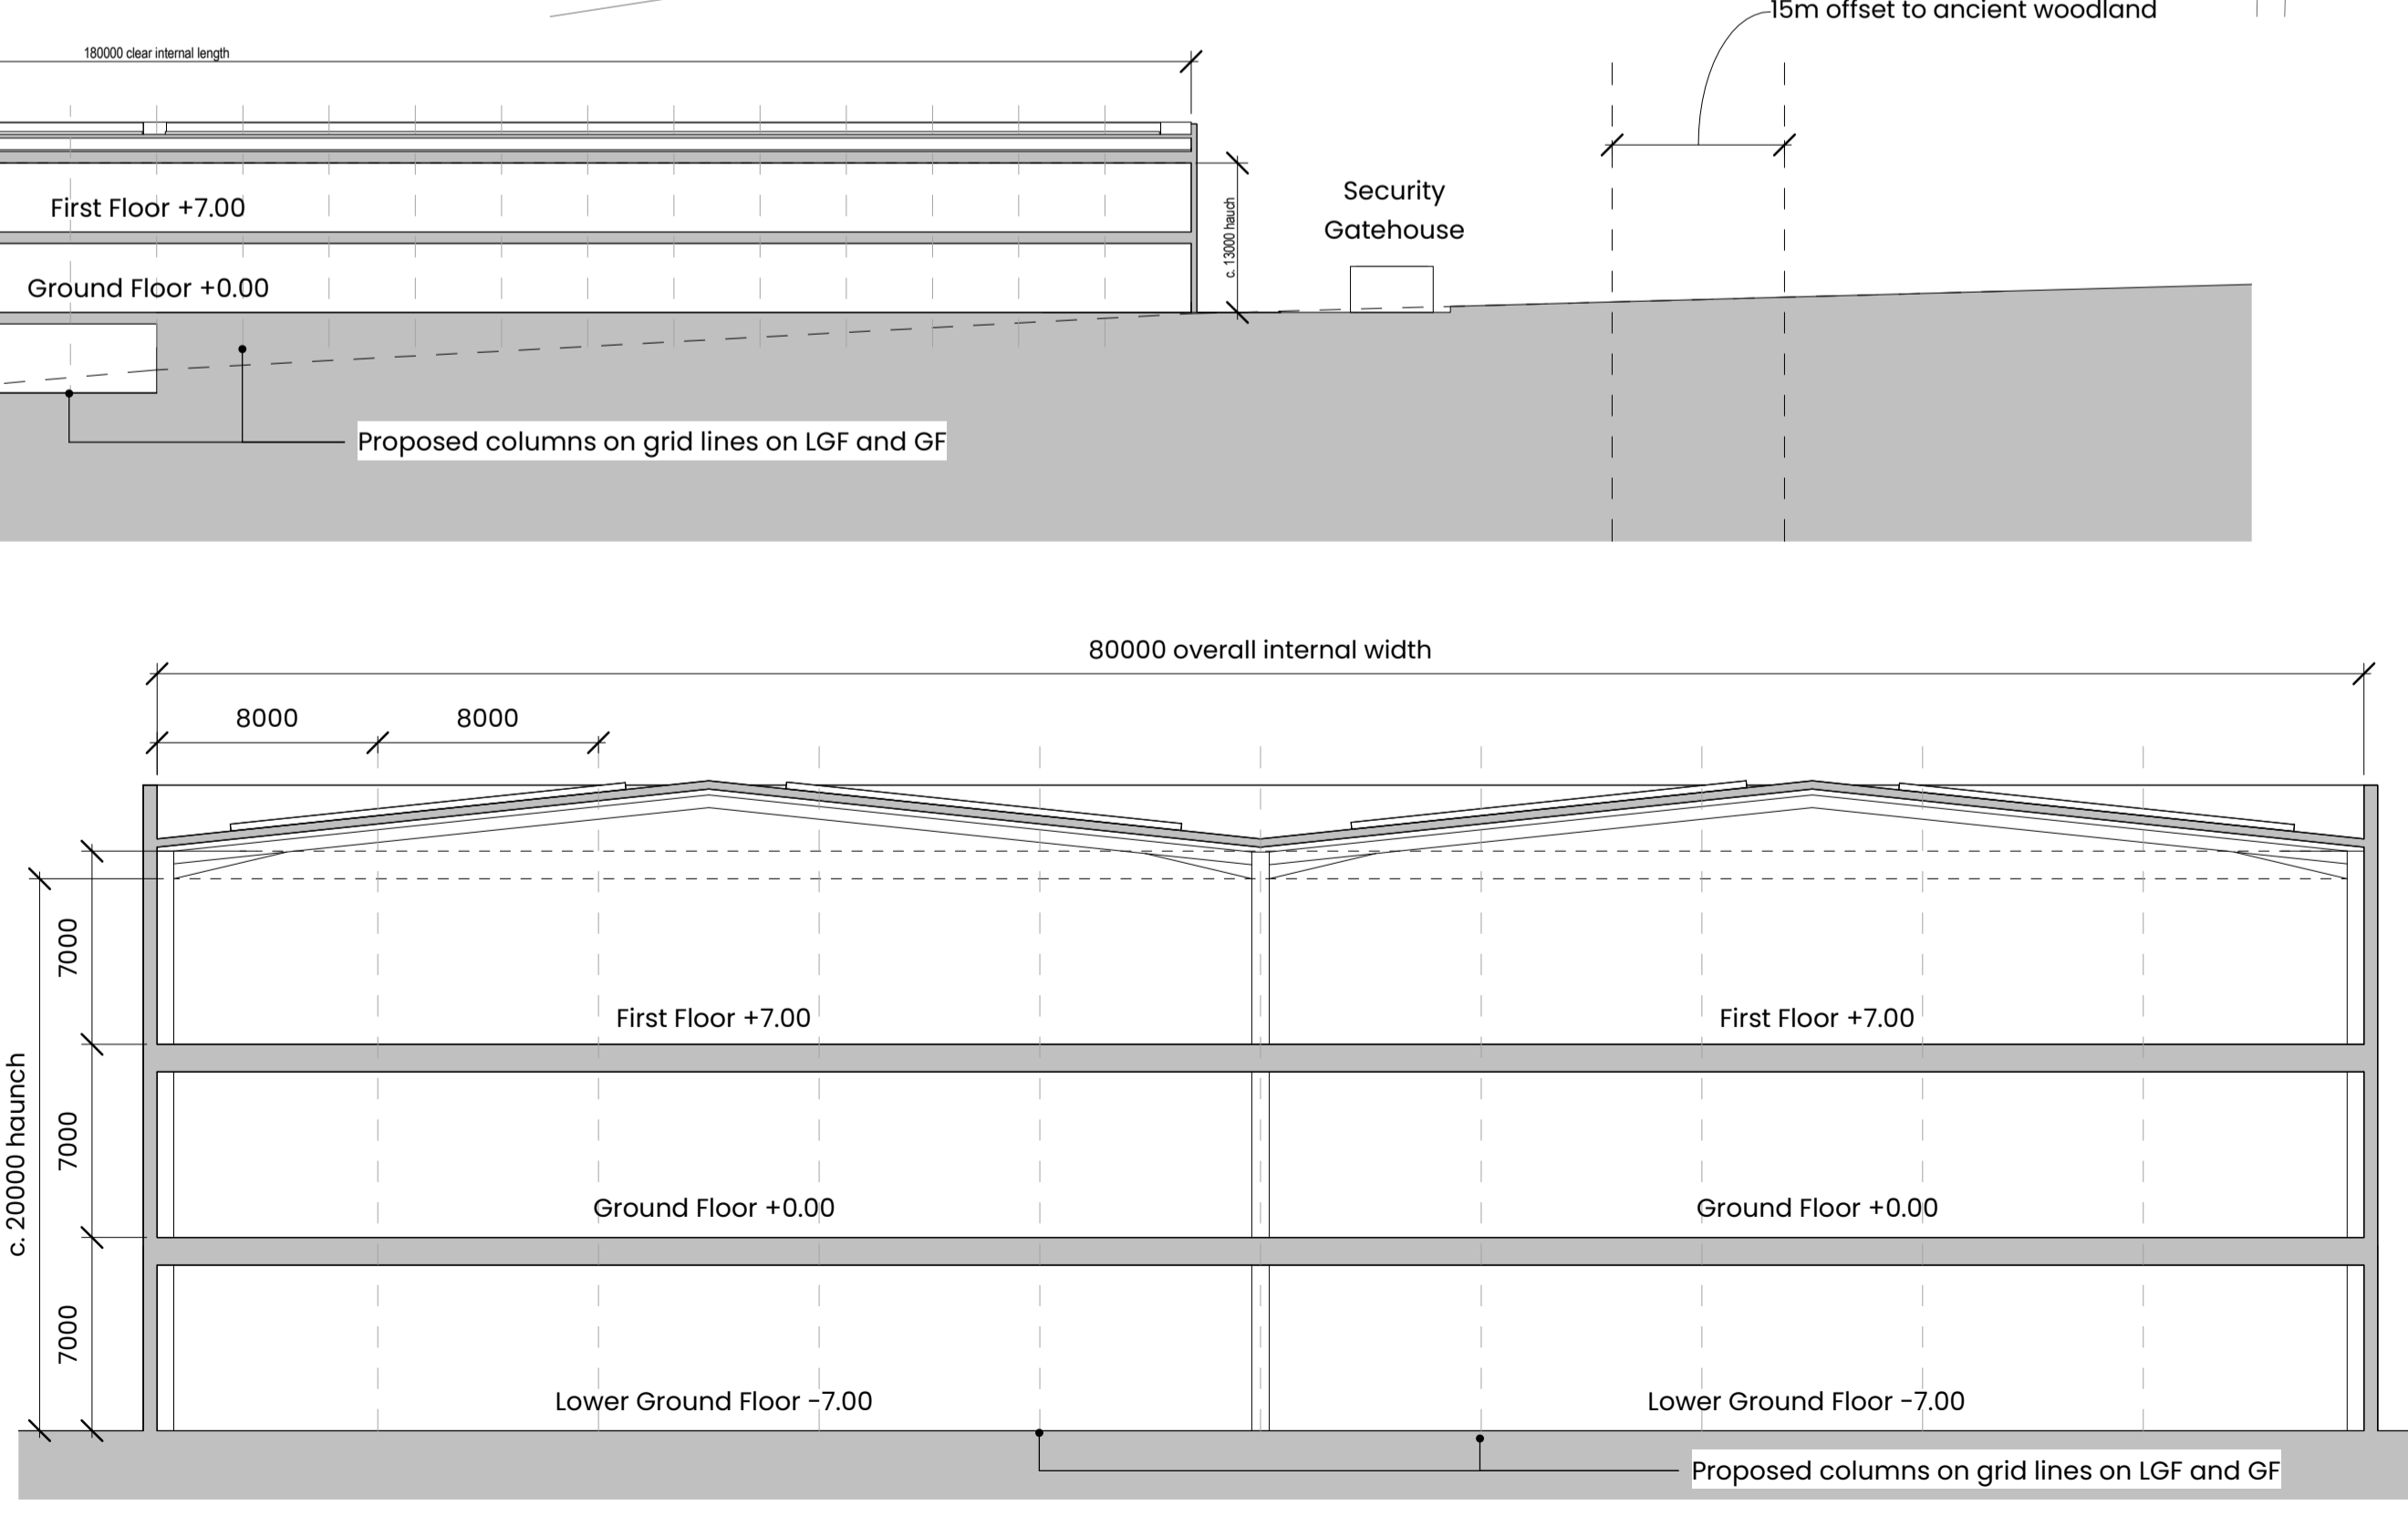 15m offset to ancient woodland
180000 clear internal length
First Floor +7.00
c. 13000 hauch
Security
Gatehouse
Ground Floor +0.00
Proposed columns on grid lines on LGF and GF
80000 overall internal width
8000
8000
7000
First Floor +7.00
First Floor +7.00
c. 20000 haunch
7000
Ground Floor +0.00
Ground Floor +0.00
7000
Lower Ground Floor -7.00
Lower Ground Floor -7.00
Proposed columns on grid lines on LGF and GF